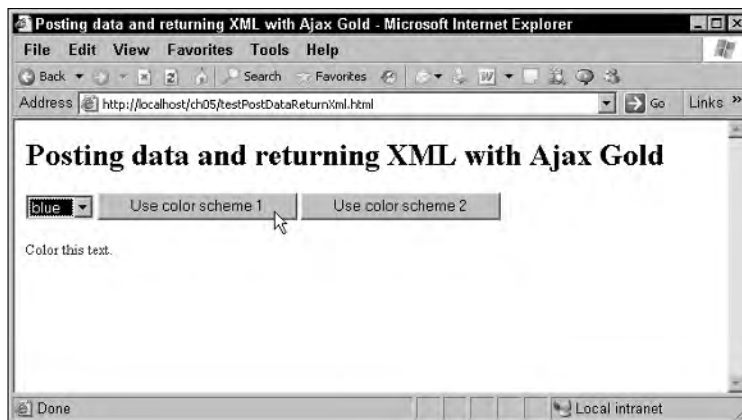 Posting data and returning XML with Ajax Gold - Microsoft Internet Explorer
File Edit View Favorites Tools Help
Back Search Favorites
Address http://localhost/ch05/testPostDataReturnXml.html Go Links »
Posting data and returning XML with Ajax Gold
blue Use color scheme 1 Use color scheme 2
Color this text.
Done Local intranet